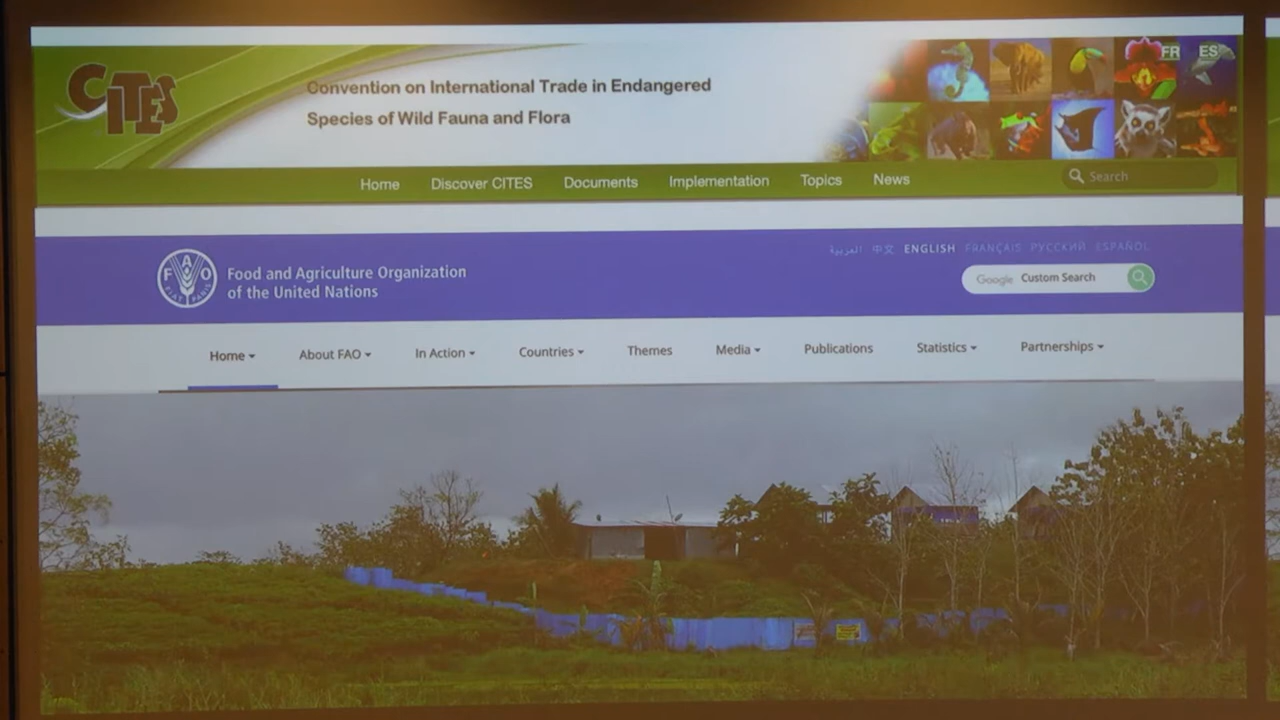 CITES
Convention on International Trade in Endangered
Species of Wild Fauna and Flora
FR ES
Home Discover CITES Documents Implementation Topics News
Search
العربية 中文 ENGLISH FRANÇAIS РУССКИЙ ESPAÑOL
FAO
FIAT PANIS
Food and Agriculture Organization
of the United Nations
Google Custom Search
Home About FAO In Action Countries Themes Media Publications Statistics Partnerships